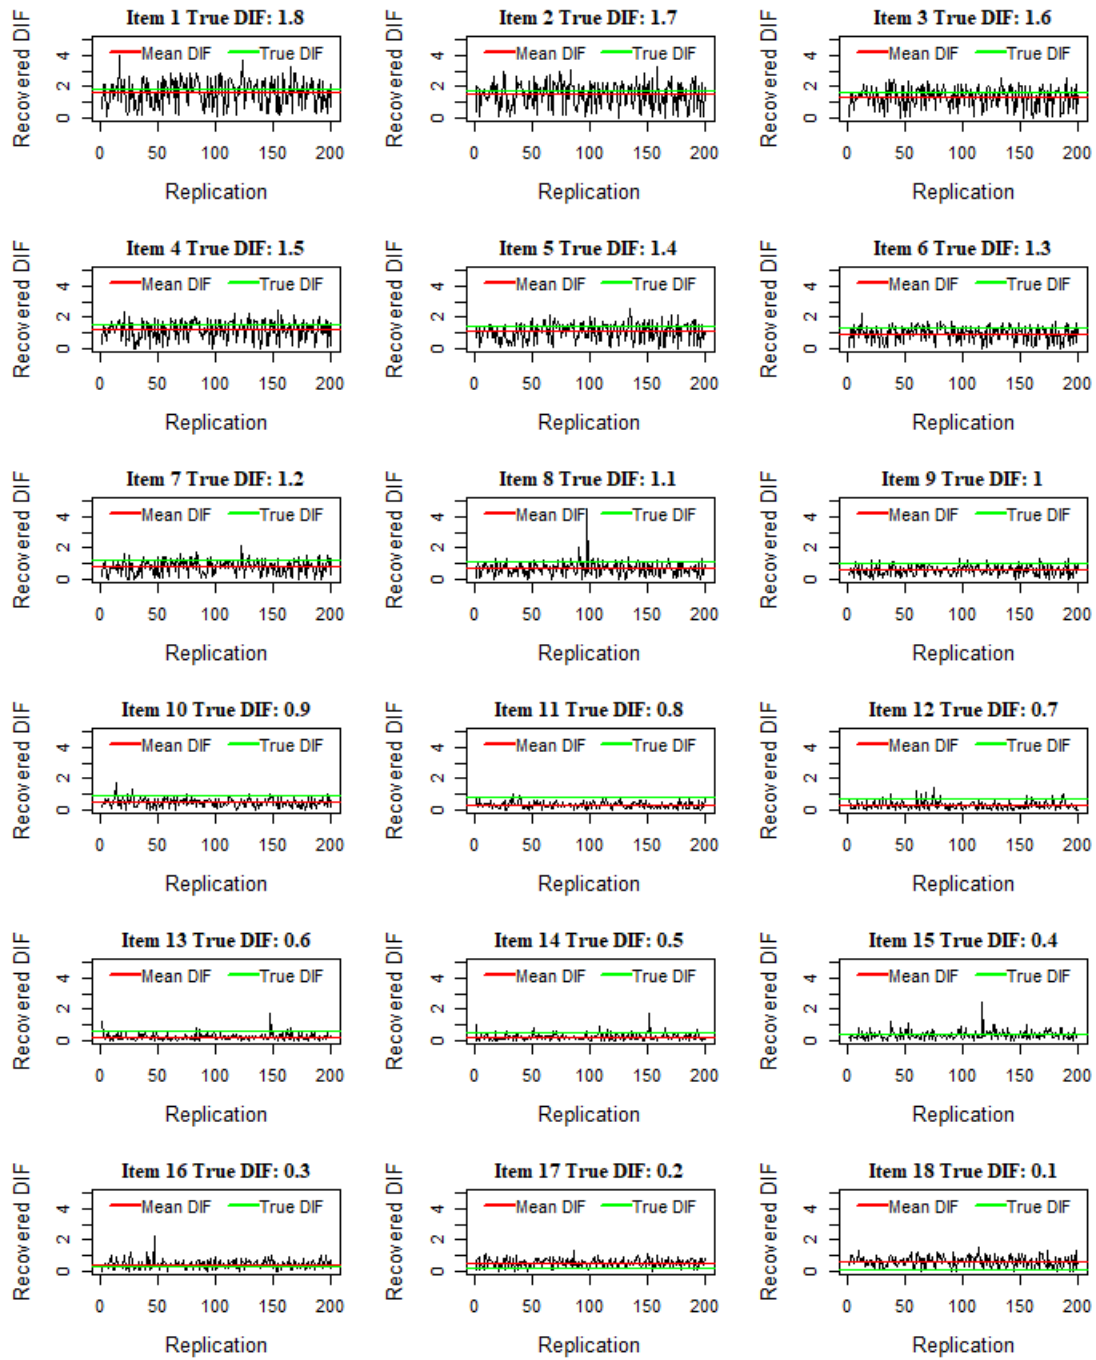 Item 1 True DIF: 1.8
Recovered DIF
0 2 4
Mean DIF True DIF
0 50 100 150 200
Replication
Item 2 True DIF: 1.7
Recovered DIF
0 2 4
Mean DIF True DIF
0 50 100 150 200
Replication
Item 3 True DIF: 1.6
Recovered DIF
0 2 4
Mean DIF True DIF
0 50 100 150 200
Replication
Item 4 True DIF: 1.5
Recovered DIF
0 2 4
Mean DIF True DIF
0 50 100 150 200
Replication
Item 5 True DIF: 1.4
Recovered DIF
0 2 4
Mean DIF True DIF
0 50 100 150 200
Replication
Item 6 True DIF: 1.3
Recovered DIF
0 2 4
Mean DIF True DIF
0 50 100 150 200
Replication
Item 7 True DIF: 1.2
Recovered DIF
0 2 4
Mean DIF True DIF
0 50 100 150 200
Replication
Item 8 True DIF: 1.1
Recovered DIF
0 2 4
Mean DIF True DIF
0 50 100 150 200
Replication
Item 9 True DIF: 1
Recovered DIF
0 2 4
Mean DIF True DIF
0 50 100 150 200
Replication
Item 10 True DIF: 0.9
Recovered DIF
0 2 4
Mean DIF True DIF
0 50 100 150 200
Replication
Item 11 True DIF: 0.8
Recovered DIF
0 2 4
Mean DIF True DIF
0 50 100 150 200
Replication
Item 12 True DIF: 0.7
Recovered DIF
0 2 4
Mean DIF True DIF
0 50 100 150 200
Replication
Item 13 True DIF: 0.6
Recovered DIF
0 2 4
Mean DIF True DIF
0 50 100 150 200
Replication
Item 14 True DIF: 0.5
Recovered DIF
0 2 4
Mean DIF True DIF
0 50 100 150 200
Replication
Item 15 True DIF: 0.4
Recovered DIF
0 2 4
Mean DIF True DIF
0 50 100 150 200
Replication
Item 16 True DIF: 0.3
Recovered DIF
0 2 4
Mean DIF True DIF
0 50 100 150 200
Replication
Item 17 True DIF: 0.2
Recovered DIF
0 2 4
Mean DIF True DIF
0 50 100 150 200
Replication
Item 18 True DIF: 0.1
Recovered DIF
0 2 4
Mean DIF True DIF
0 50 100 150 200
Replication